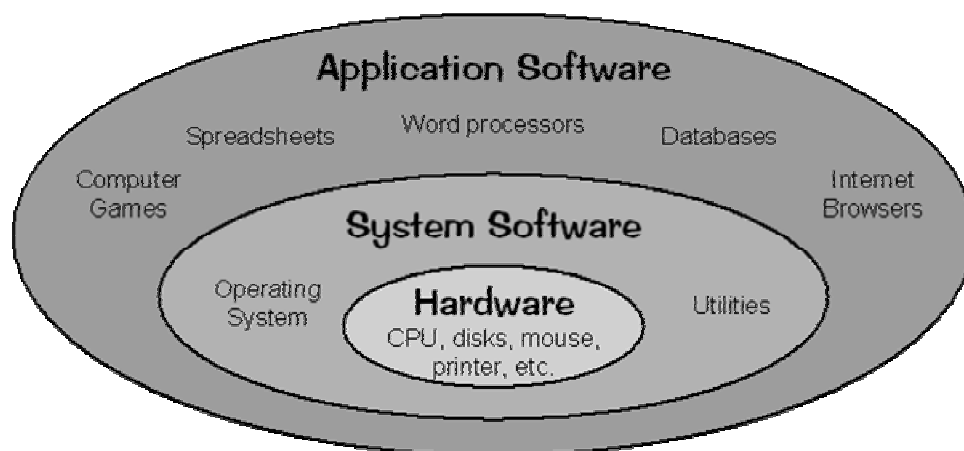 Application Software
Spreadsheets
Word processors
Databases
Computer
Games
Internet
Browsers
System Software
Operating
System
Utilities
Hardware
CPU, disks, mouse,
printer, etc.